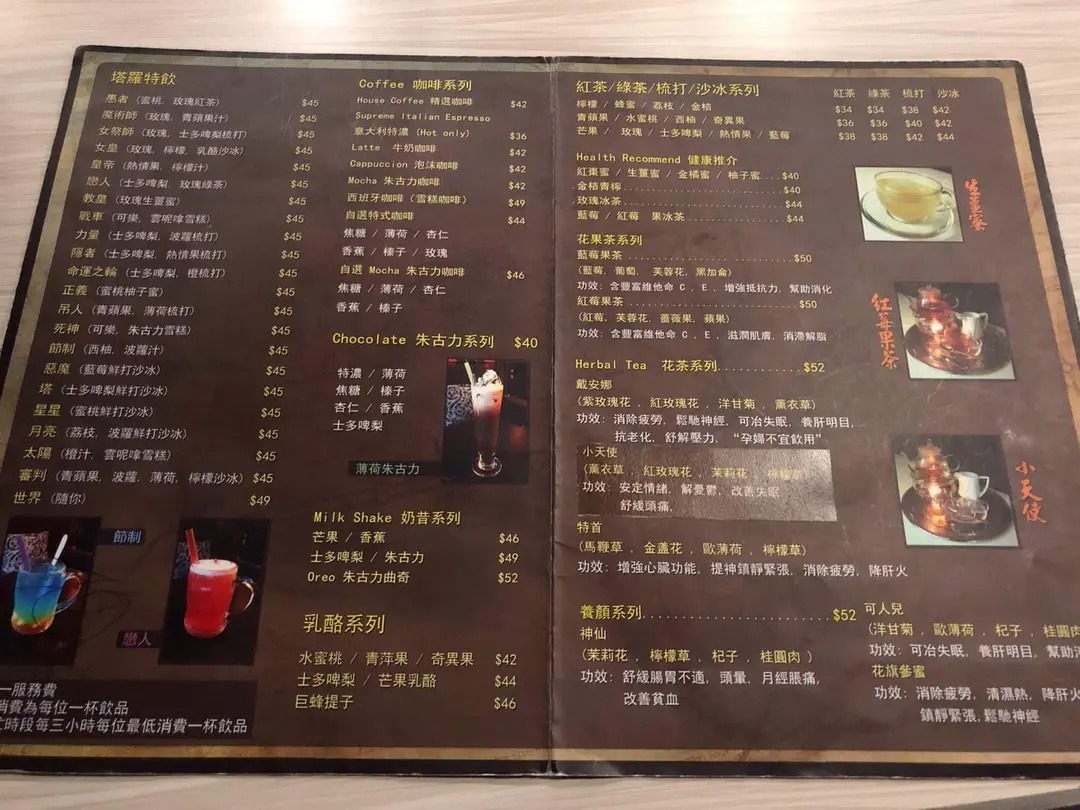 塔羅特飲
愚者 (蜜桃, 玫瑰紅茶) $45
魔術師 (玫瑰, 青蘋果汁) $45
女祭師 (玫瑰, 士多啤梨梳打) $45
女皇 (玫瑰, 檸檬, 乳酪沙冰) $45
皇帝 (熱情果, 檸檬汁) $45
戀人 (士多啤梨, 玫瑰綠茶) $45
教皇 (玫瑰生薑蜜) $45
戰車 (可樂, 雲呢嗱雪糕) $45
力量 (士多啤梨, 波蘿梳打) $45
隱者 (士多啤梨, 熱情果梳打) $45
命運之輪 (士多啤梨, 橙梳打) $45
正義 (蜜桃柚子蜜) $45
吊人 (青蘋果, 薄荷梳打) $45
死神 (可樂, 朱古力雪糕) $45
節制 (西柚, 波蘿汁) $45
惡魔 (藍莓鮮打沙冰) $45
塔 (士多啤梨鮮打沙冰) $45
星星 (蜜桃鮮打沙冰) $45
月亮 (荔枝, 波蘿鮮打沙冰) $45
太陽 (橙汁, 雲呢嗱雪糕) $45
審判 (青蘋果, 波蘿, 薄荷, 檸檬沙冰) $45
世界 (隨你) $49
節制
戀人
一服務費
消費為每位一杯飲品
時段每三小時每位最低消費一杯飲品
Coffee 咖啡系列
House Coffee 精選咖啡 $42
Supreme Italian Espresso
意大利特濃 (Hot only) $36
Latte 牛奶咖啡 $42
Cappuccino 泡沫咖啡 $42
Mocha 朱古力咖啡 $42
西班牙咖啡 (雪糕咖啡) $49
自選特式咖啡 $44
焦糖 / 薄荷 / 杏仁
香蕉 / 榛子 / 玫瑰
自選 Mocha 朱古力咖啡 $46
焦糖 / 薄荷 / 杏仁
香蕉 / 榛子
Chocolate 朱古力系列 $40
特濃 / 薄荷
焦糖 / 榛子
杏仁 / 香蕉
士多啤梨
薄荷朱古力
Milk Shake 奶昔系列
芒果 / 香蕉 $46
士多啤梨 / 朱古力 $49
Oreo 朱古力曲奇 $52
乳酪系列
水蜜桃 / 青萍果 / 奇異果 $42
士多啤梨 / 芒果乳酪 $44
巨蜂提子 $46
紅茶/綠茶/梳打/沙冰系列 紅茶 綠茶 梳打 沙冰
檸檬 / 蜂蜜 / 荔枝 / 金桔 $34 $34 $38 $42
青蘋果 / 水蜜桃 / 西柚 / 奇異果 $36 $36 $40 $42
芒果 / 玫瑰 / 士多啤梨 / 熱情果 / 藍莓 $38 $38 $42 $44
Health Recommend 健康推介
紅棗蜜 / 生薑蜜 / 金橘蜜 / 柚子蜜....$40
金桔青檸..........$40
玫瑰冰茶..........$44
藍莓 / 紅莓 果冰茶..........$44
生薑蜜
花果茶系列
藍莓果茶..........$50
(藍莓, 葡萄, 芙蓉花, 黑加侖)
功效: 含豐富維他命 C , E , 增強抵抗力, 幫助消化
紅莓果茶..........$50
(紅莓, 芙蓉花, 薔薇果, 蘋果)
功效: 含豐富維他命 C , E , 滋潤肌膚, 消滯解脂
紅莓果茶
Herbal Tea 花茶系列..........$52
戴安娜
(紫玫瑰花 , 紅玫瑰花 , 洋甘菊 , 薰衣草)
功效: 消除疲勞, 鬆馳神經, 可治失眠, 養肝明目,
抗老化, 舒解壓力, “孕婦不宜飲用”
小天使
(薰衣草 , 紅玫瑰花 , 茉莉花 , 檸檬草)
功效: 安定情緒, 解憂鬱, 改善失眠
舒緩頭痛,
小天使
特首
(馬鞭草 , 金盞花 , 歐薄荷 , 檸檬草)
功效: 增強心臟功能, 提神鎮靜緊張, 消除疲勞, 降肝火
養顏系列..........$52
神仙
(茉莉花 , 檸檬草 , 杞子 , 桂圓肉 )
功效: 舒緩腸胃不適, 頭暈, 月經脹痛,
改善貧血
可人兒
(洋甘菊 , 歐薄荷 , 杞子 , 桂圓肉
功效: 可治失眠, 養肝明目, 幫助消
花旗參蜜
功效: 消除疲勞, 清濕熱, 降肝火
鎮靜緊張,鬆馳神經